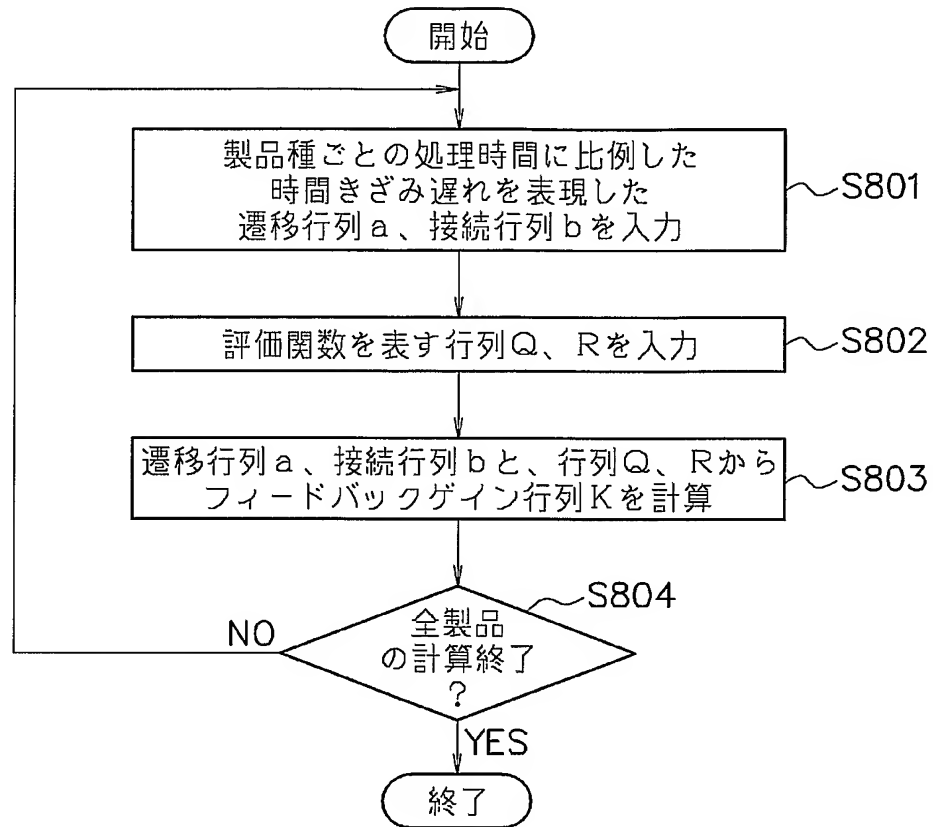 開始
製品種ごとの処理時間に比例した
時間きざみ遅れを表現した
遷移行列a、接続行列bを入力
S801
評価関数を表す行列Q、Rを入力
S802
遷移行列a、接続行列bと、行列Q、Rから
フィードバックゲイン行列Kを計算
S803
S804
全製品
の計算終了
?
NO
YES
終了